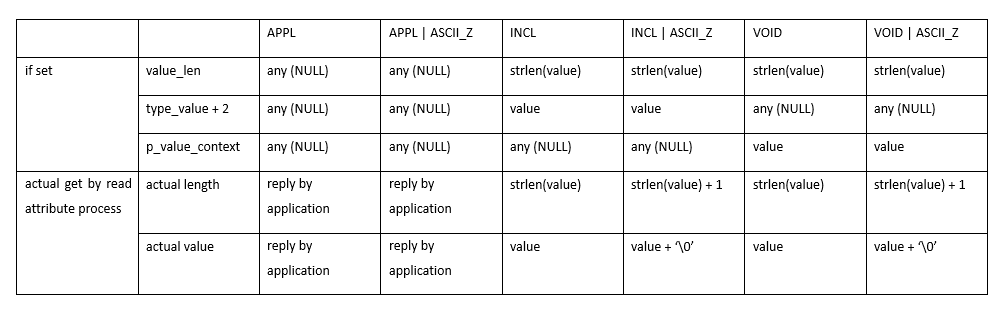 APPL APPL | ASCII_Z INCL INCL | ASCII_Z VOID VOID | ASCII_Z
if set value_len any (NULL) any (NULL) strlen(value) strlen(value) strlen(value) strlen(value)
type_value + 2 any (NULL) any (NULL) value value any (NULL) any (NULL)
p_value_context any (NULL) any (NULL) any (NULL) any (NULL) value value
actual get by read actual length reply by reply by strlen(value) strlen(value) + 1 strlen(value) strlen(value) + 1
attribute process application application
actual value reply by reply by value value + ‘\0’ value value + ‘\0’
application application